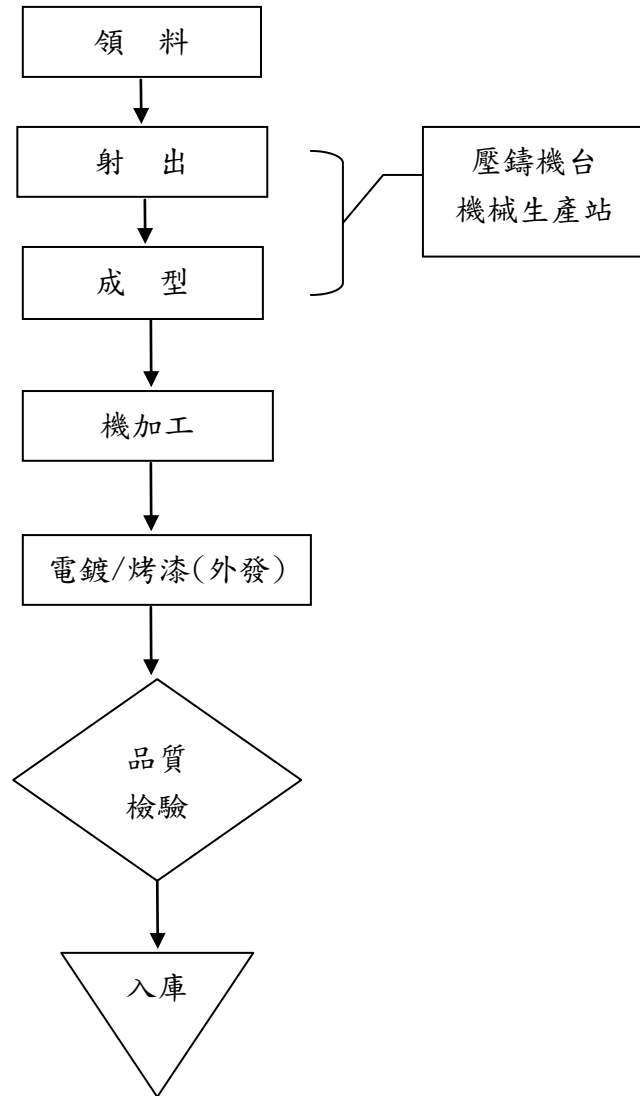 領 料
射 出
壓鑄機台
機械生產站
成 型
機加工
電鍍/烤漆(外發)
品質
檢驗
入庫